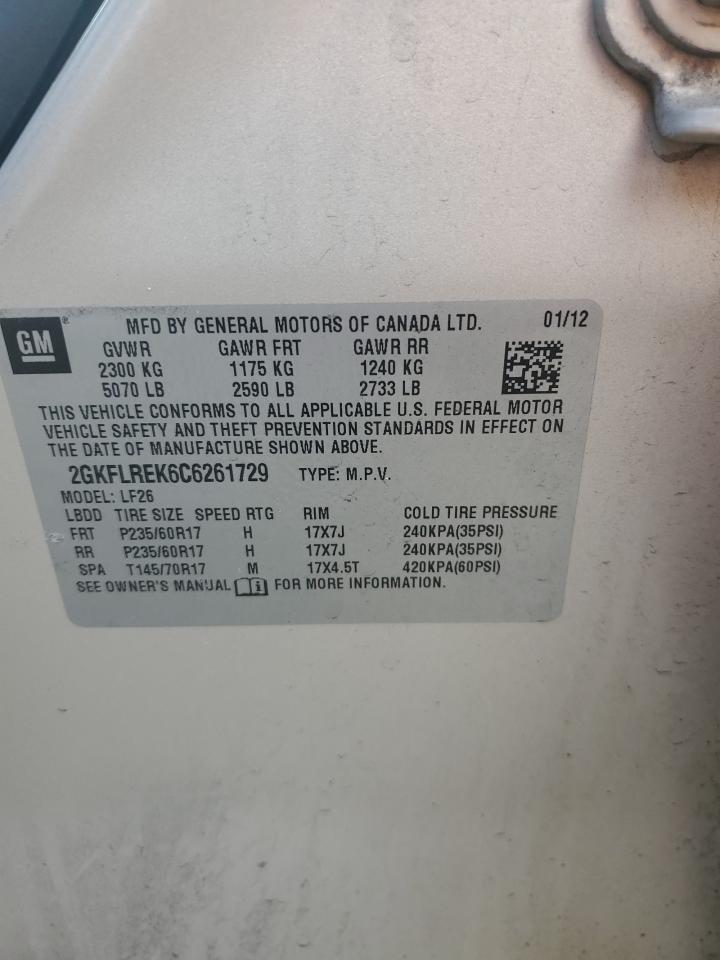 GM ® MFD BY GENERAL MOTORS OF CANADA LTD. 01/12
GVWR GAWR FRT GAWR RR
2300 KG 1175 KG 1240 KG
5070 LB 2590 LB 2733 LB
THIS VEHICLE CONFORMS TO ALL APPLICABLE U.S. FEDERAL MOTOR
VEHICLE SAFETY AND THEFT PREVENTION STANDARDS IN EFFECT ON
THE DATE OF MANUFACTURE SHOWN ABOVE.
2GKFLREK6C6261729 TYPE: M.P.V.
MODEL: LF26
LBDD TIRE SIZE SPEED RTG RIM COLD TIRE PRESSURE
FRT P235/60R17 H 17X7J 240KPA(35PSI)
RR P235/60R17 H 17X7J 240KPA(35PSI)
SPA T145/70R17 M 17X4.5T 420KPA(60PSI)
SEE OWNER'S MANUAL i FOR MORE INFORMATION.